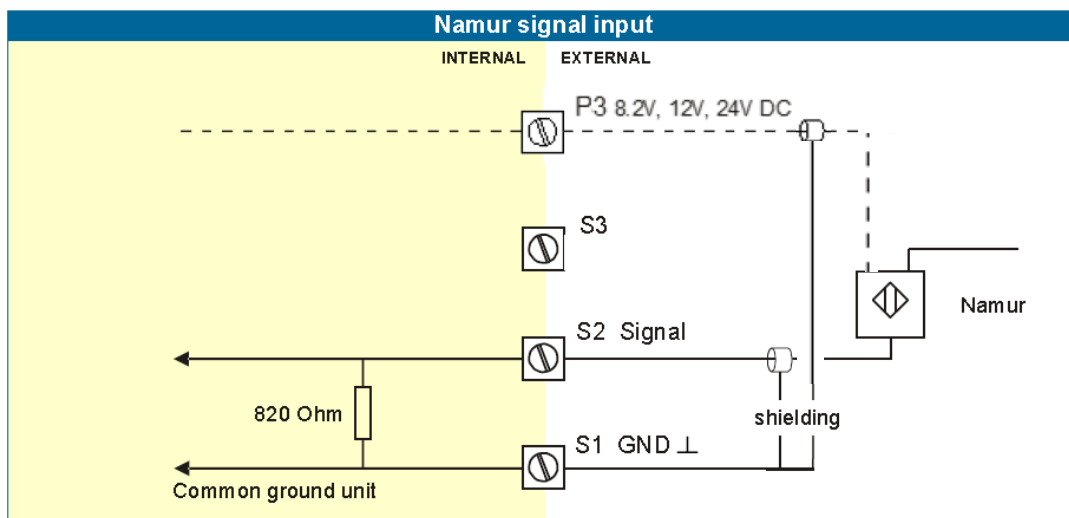 Namur signal input
INTERNAL EXTERNAL
P3 8.2V, 12V, 24V DC
S3
Namur
S2 Signal
820 Ohm
shielding
S1 GND ⊥
Common ground unit